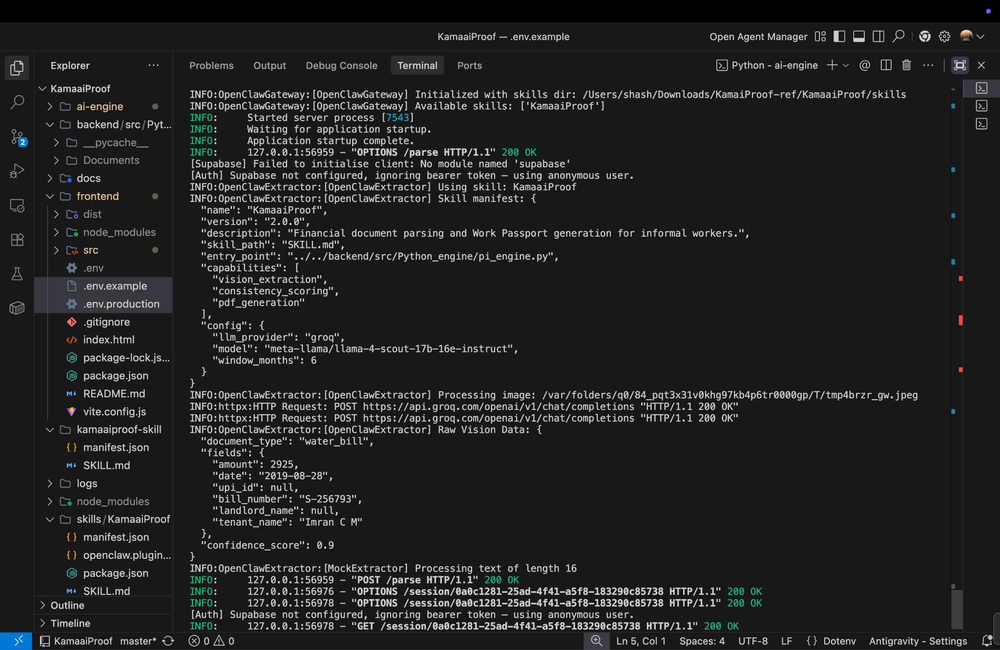 KamaaiProof — .env.example
Open Agent Manager
Explorer
KamaaiProof
ai-engine
backend/src/Pyt...
__pycache__
Documents
docs
frontend
dist
node_modules
src
.env
.env.example
.env.production
.gitignore
index.html
package-lock.js...
package.json
README.md
vite.config.js
kamaaiproof-skill
manifest.json
SKILL.md
logs
node_modules
skills/KamaaiProof
manifest.json
openclaw.plugin...
package.json
SKILL.md
Outline
Timeline
2
Problems Output Debug Console Terminal Ports
Python - ai-engine
INFO:OpenClawGateway:[OpenClawGateway] Initialized with skills dir: /Users/shash/Downloads/KamaiProof-ref/KamaaiProof/skills
INFO:OpenClawGateway:[OpenClawGateway] Available skills: ['KamaaiProof']
INFO:     Started server process [7543]
INFO:     Waiting for application startup.
INFO:     Application startup complete.
INFO:     127.0.0.1:56959 - "OPTIONS /parse HTTP/1.1" 200 OK
[Supabase] Failed to initialise client: No module named 'supabase'
[Auth] Supabase not configured, ignoring bearer token — using anonymous user.
INFO:OpenClawExtractor:[OpenClawExtractor] Using skill: KamaaiProof
INFO:OpenClawExtractor:[OpenClawExtractor] Skill manifest: {
"name": "KamaaiProof",
"version": "2.0.0",
"description": "Financial document parsing and Work Passport generation for informal workers.",
"skill_path": "SKILL.md",
"entry_point": "../../backend/src/Python_engine/pi_engine.py",
"capabilities": [
"vision_extraction",
"consistency_scoring",
"pdf_generation"
],
"config": {
"llm_provider": "groq",
"model": "meta-llama/llama-4-scout-17b-16e-instruct",
"window_months": 6
}
}
INFO:OpenClawExtractor:[OpenClawExtractor] Processing image: /var/folders/q0/84_pqt3x31v0khg97kb4p6tr0000gp/T/tmp4brzr_gw.jpeg
INFO:httpx:HTTP Request: POST https://api.groq.com/openai/v1/chat/completions "HTTP/1.1 200 OK"
INFO:httpx:HTTP Request: POST https://api.groq.com/openai/v1/chat/completions "HTTP/1.1 200 OK"
INFO:OpenClawExtractor:[OpenClawExtractor] Raw Vision Data: {
"document_type": "water_bill",
"fields": {
"amount": 2925,
"date": "2019-08-28",
"upi_id": null,
"bill_number": "S-256793",
"landlord_name": null,
"tenant_name": "Imran C M"
},
"confidence_score": 0.9
}
INFO:OpenClawExtractor:[MockExtractor] Processing text of length 16
INFO:     127.0.0.1:56959 - "POST /parse HTTP/1.1" 200 OK
INFO:     127.0.0.1:56976 - "OPTIONS /session/0a0c1281-25ad-4f41-a5f8-183290c85738 HTTP/1.1" 200 OK
INFO:     127.0.0.1:56978 - "OPTIONS /session/0a0c1281-25ad-4f41-a5f8-183290c85738 HTTP/1.1" 200 OK
[Auth] Supabase not configured, ignoring bearer token — using anonymous user.
INFO:     127.0.0.1:56978 - "GET /session/0a0c1281-25ad-4f41-a5f8-183290c85738 HTTP/1.1" 200 OK
KamaaiProof master* 0 0 Ln 5, Col 1 Spaces: 4 UTF-8 LF {} Dotenv Antigravity - Settings